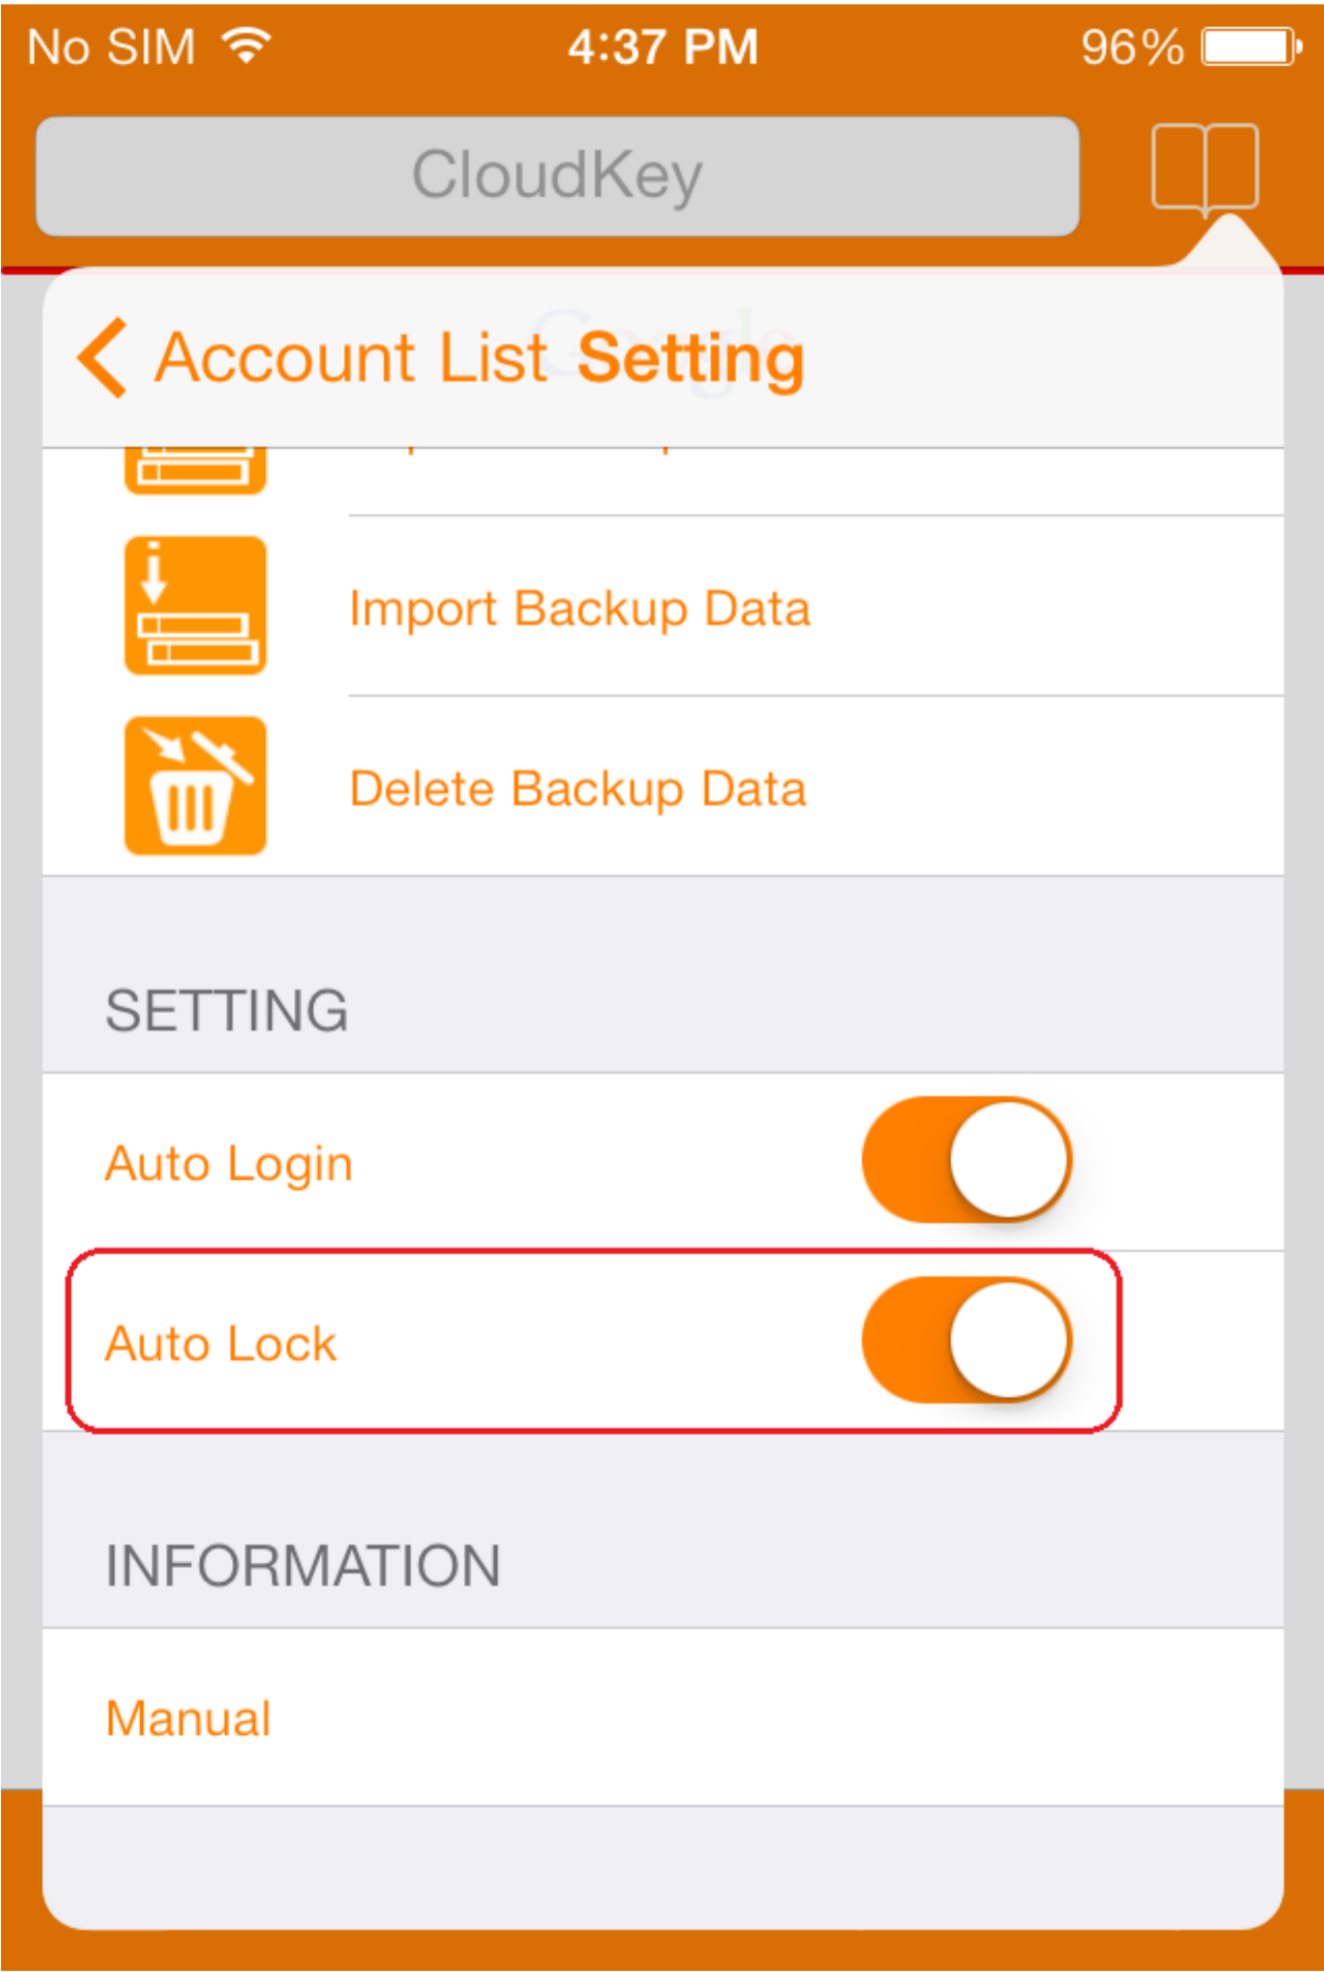 No SIM 4:37 PM 96%
CloudKey
Account List Setting
Import Backup Data
Delete Backup Data
SETTING
Auto Login
Auto Lock
INFORMATION
Manual